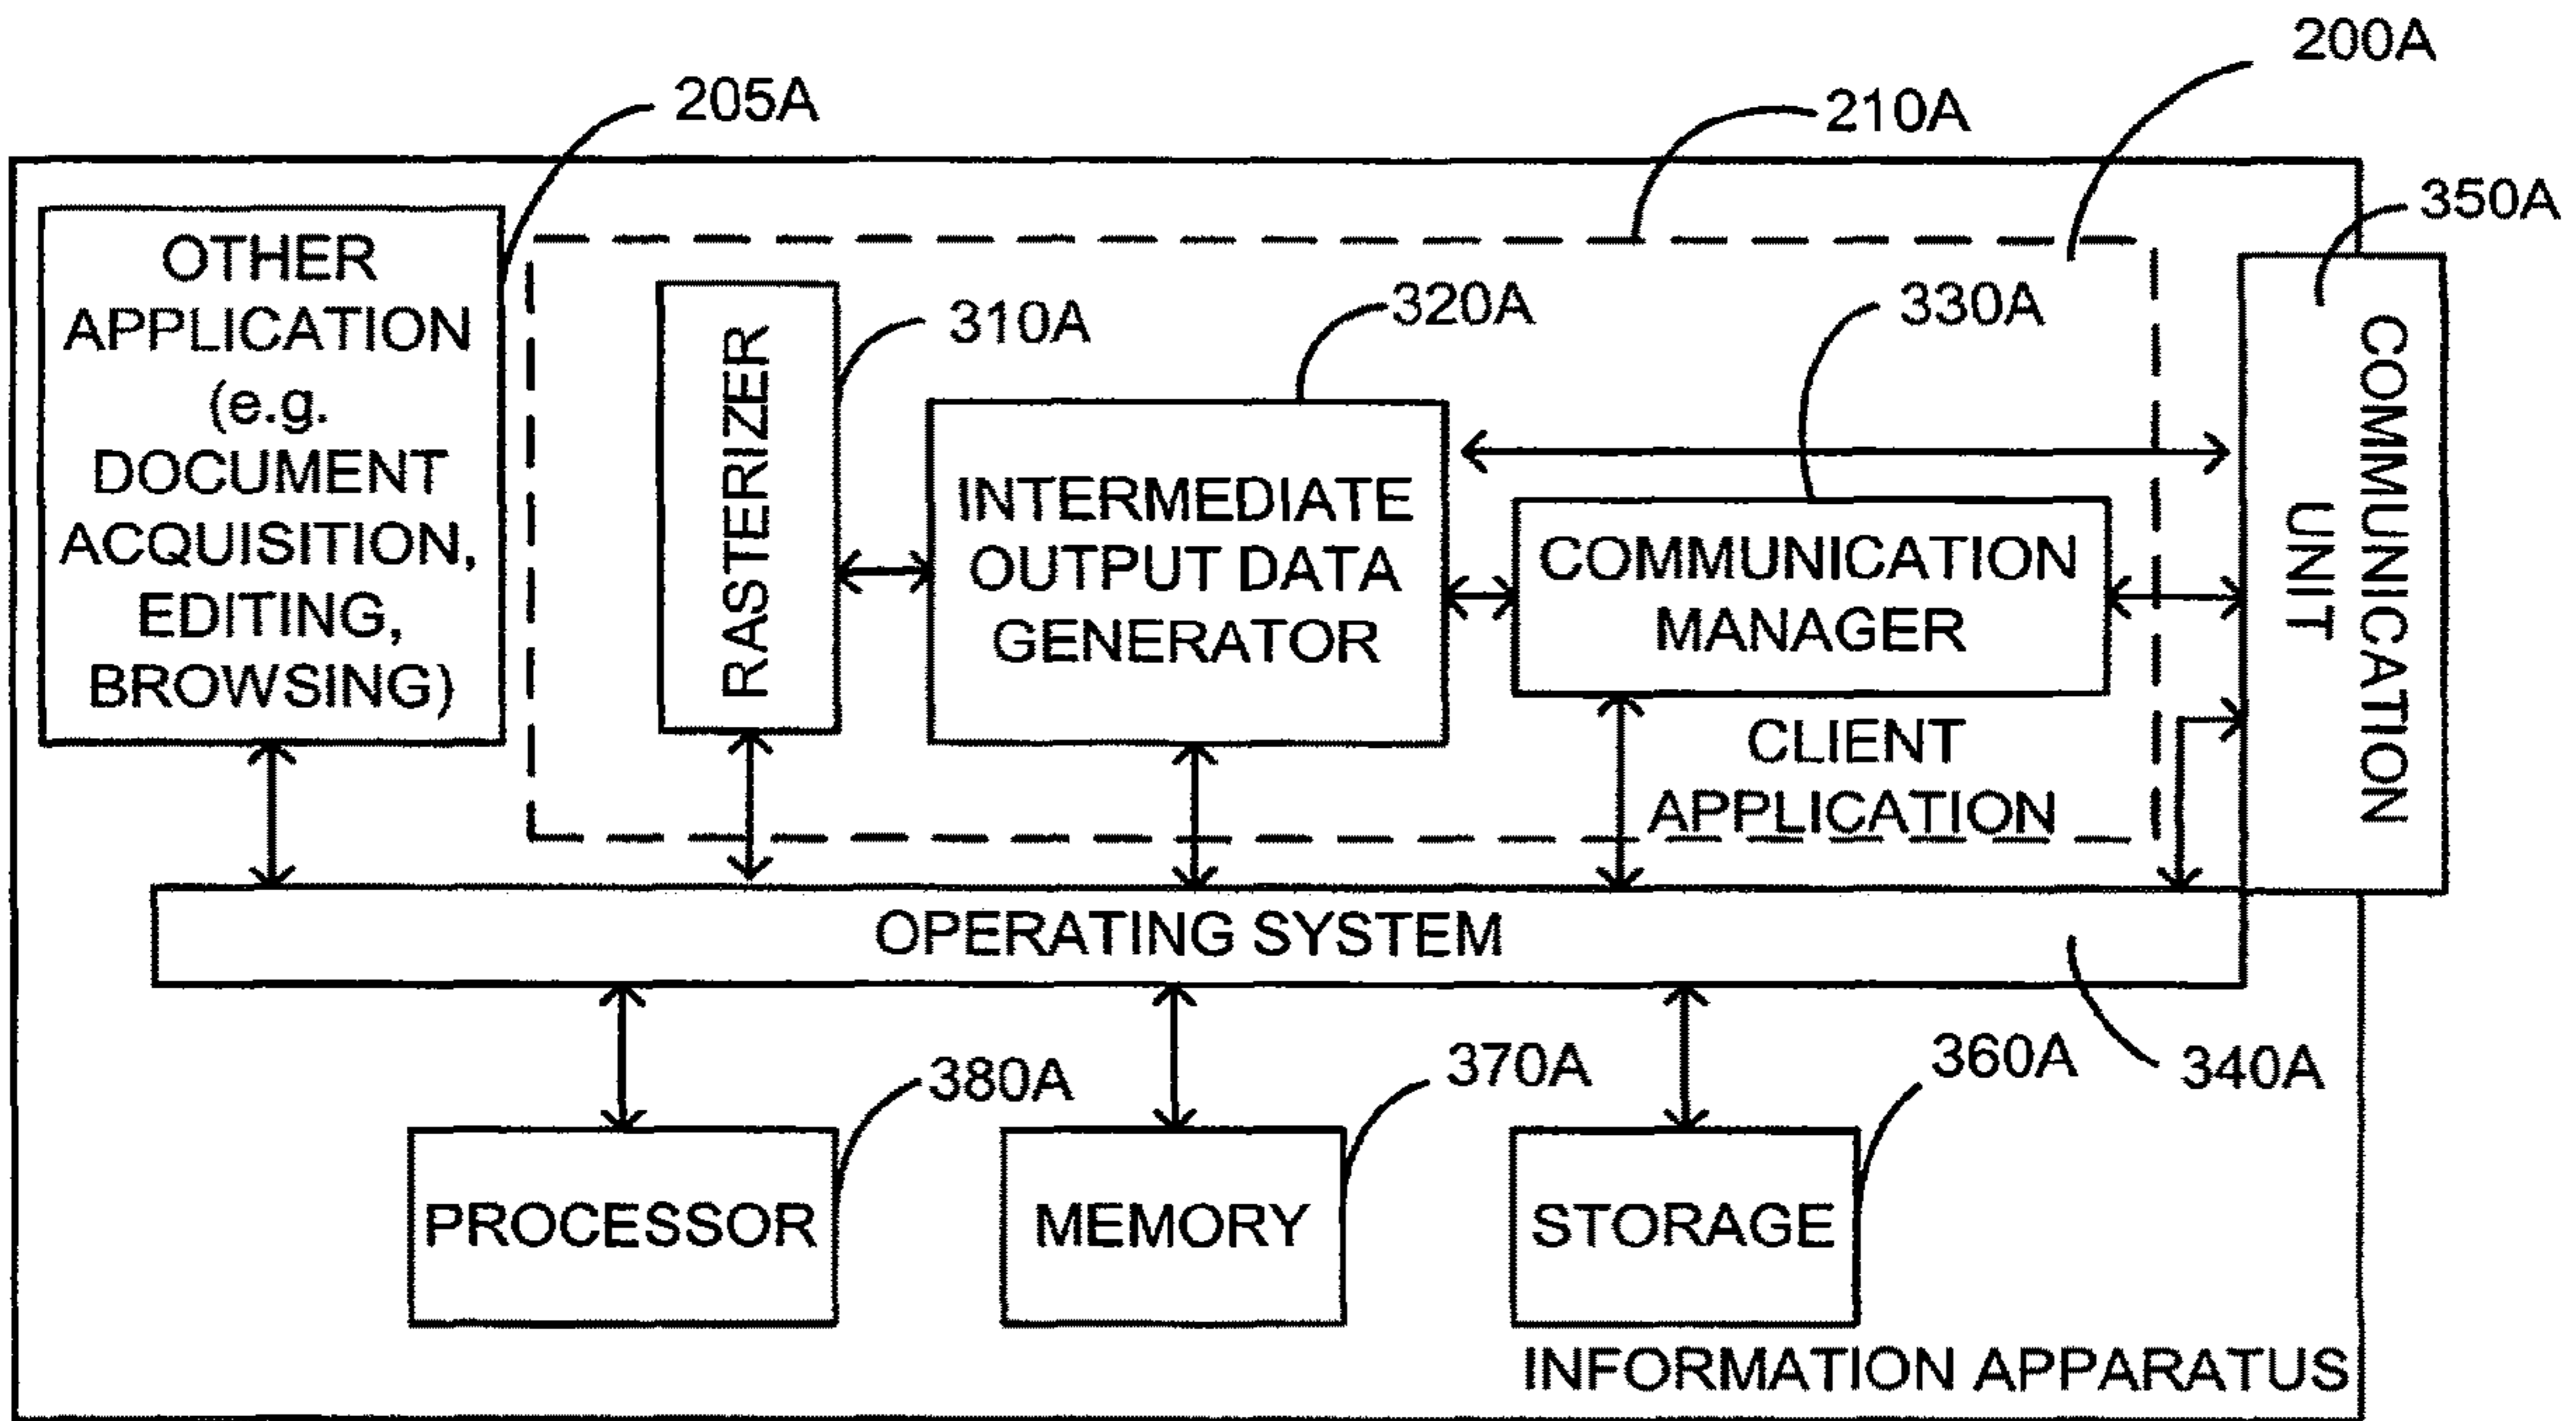 200A
205A
210A
350A
OTHER
APPLICATION
(e.g.
DOCUMENT
ACQUISITION,
EDITING,
BROWSING)
RASTERIZER
310A
320A
330A
INTERMEDIATE
OUTPUT DATA
GENERATOR
COMMUNICATION
MANAGER
CLIENT
APPLICATION
COMMUNICATION
UNIT
OPERATING SYSTEM
340A
380A
370A
360A
PROCESSOR
MEMORY
STORAGE
INFORMATION APPARATUS